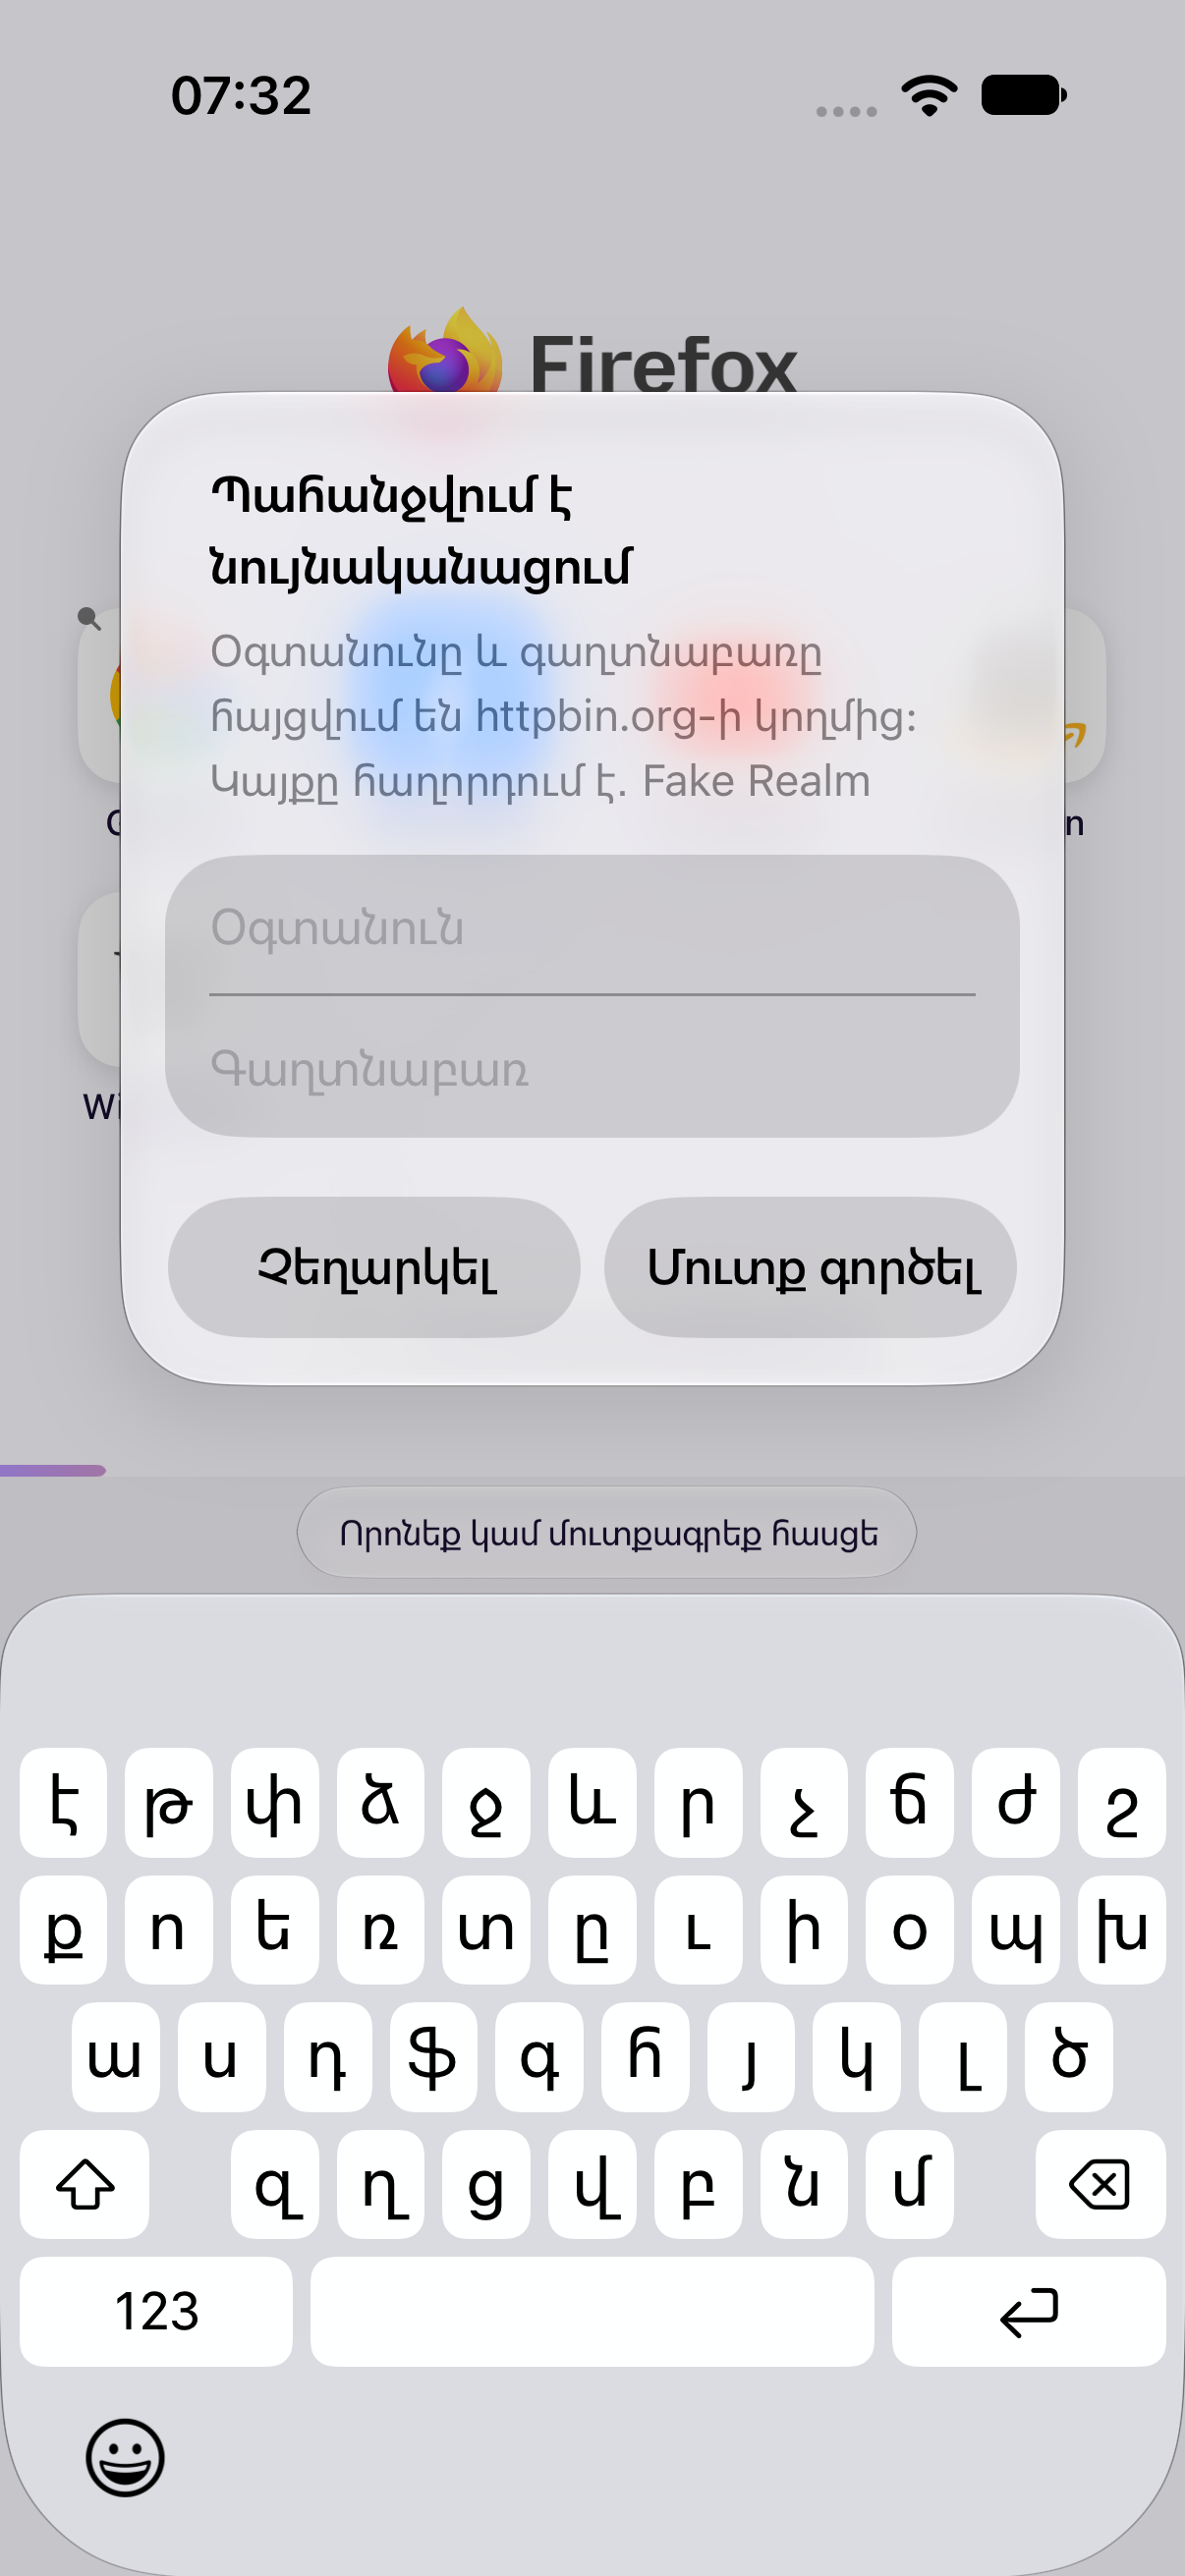 07:32
Firefox
Պահանջվում է
նույնականացում
Օգտանունը և գաղտնաբառը
հայցվում են httpbin.org-ի կողմից:
Կայքը հաղորդում է. Fake Realm
Օգտանուն
Գաղտնաբառ
Չեղարկել
Մուտք գործել
Որոնեք կամ մուտքագրեք հասցե
է թ փ ձ ջ և ր չ ճ ժ շ
ք ո ե ռ տ ը ւ ի օ պ խ
ա ս դ ֆ գ հ յ կ լ ծ
զ ղ ց վ բ ն մ
123